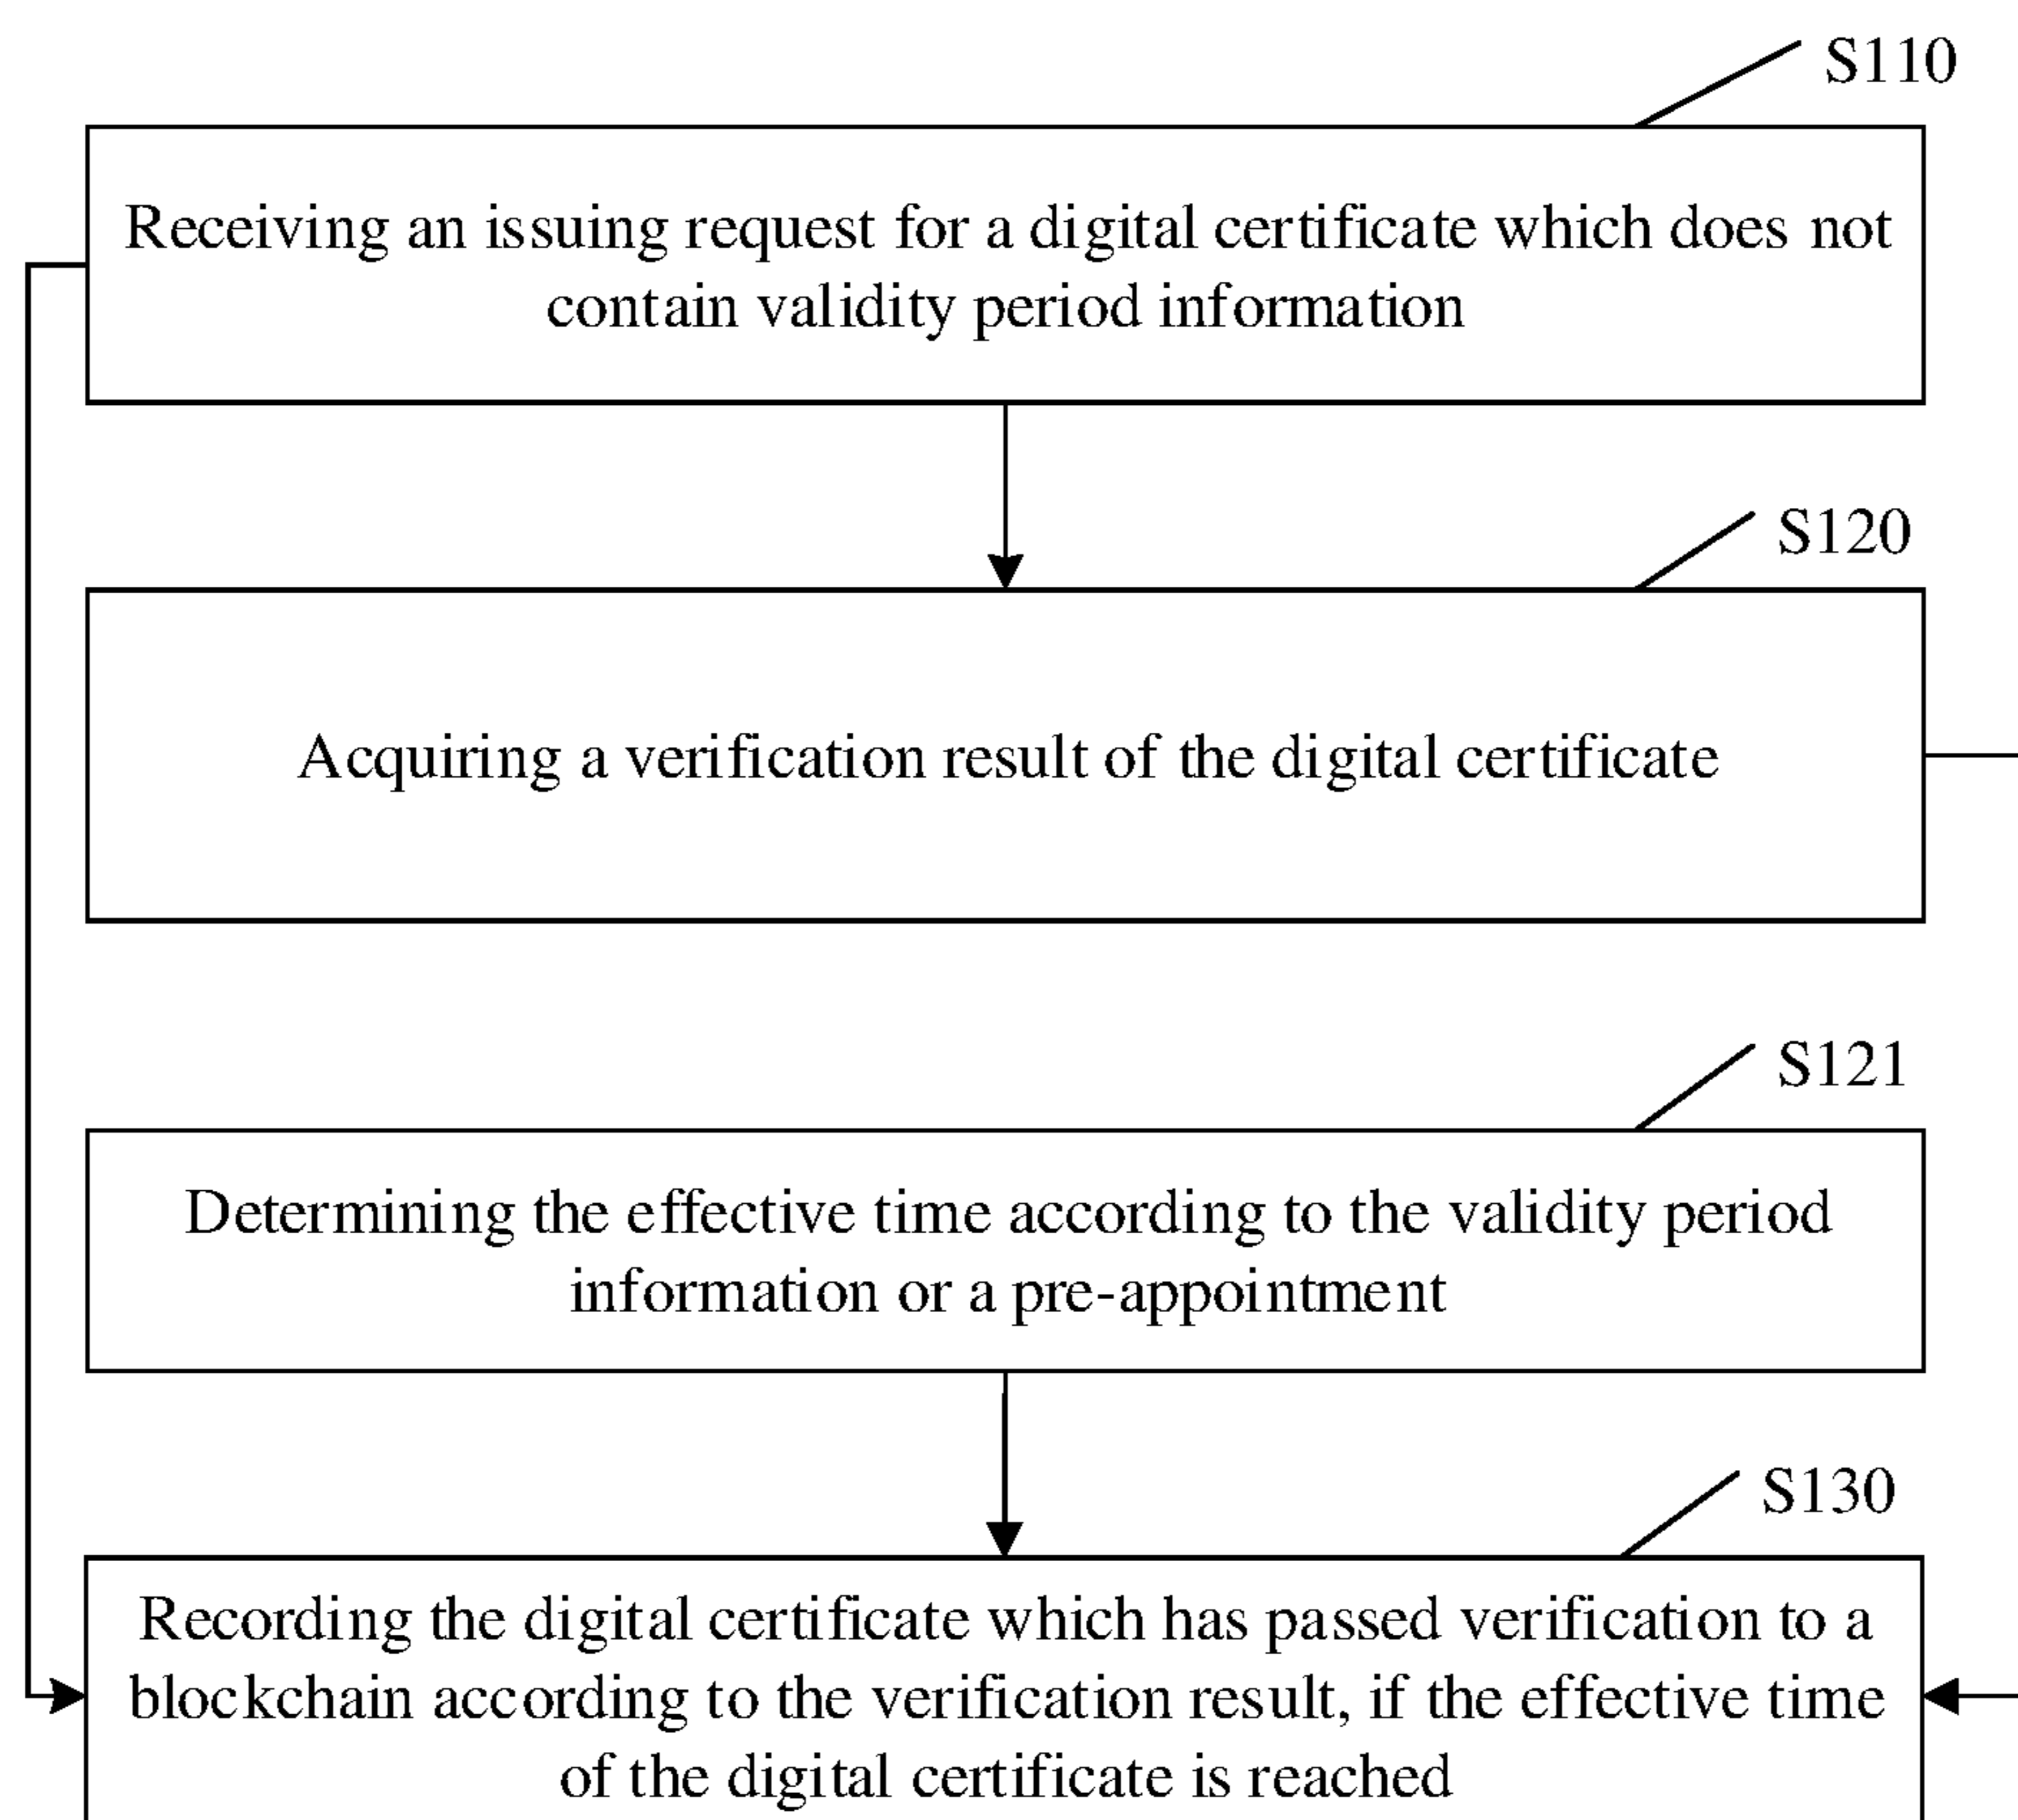 S110
Receiving an issuing request for a digital certificate which does not
contain validity period information
S120
Acquiring a verification result of the digital certificate
S121
Determining the effective time according to the validity period
information or a pre-appointment
S130
Recording the digital certificate which has passed verification to a
blockchain according to the verification result, if the effective time
of the digital certificate is reached